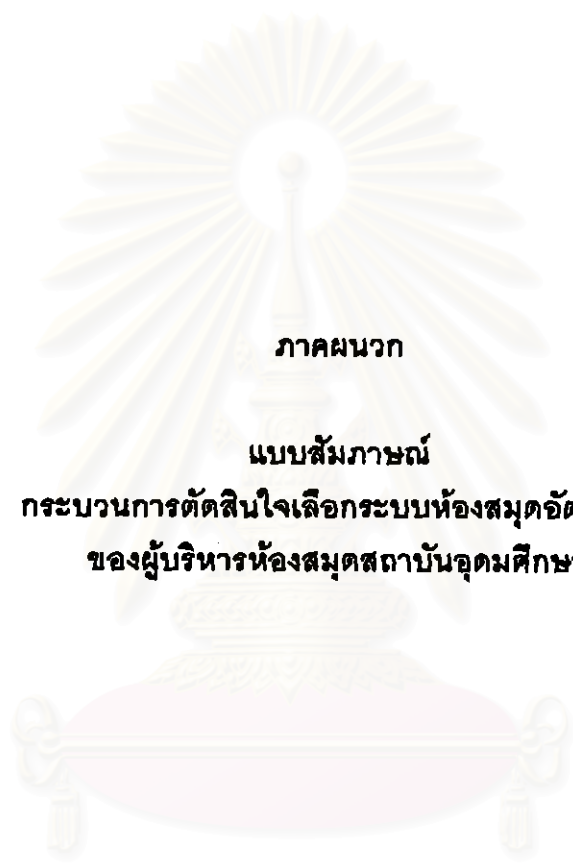 ภาคผนวก
แบบสัมภาษณ์
กระบวนการตัดสินใจเลือกระบบห้องสมุดอัต
ของผู้บริหารห้องสมุดสถาบันอุดมศึกษ